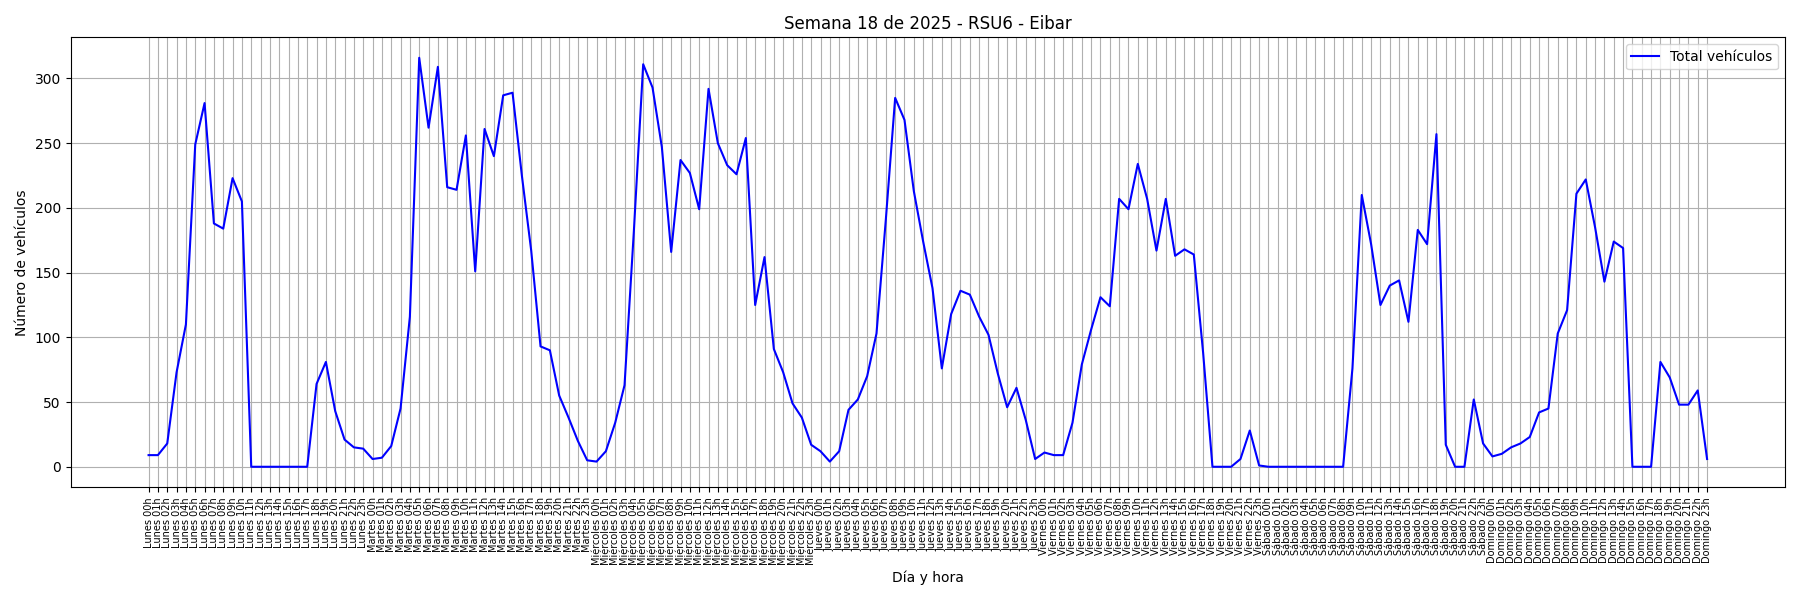 Semana 18 de 2025 - RSU6 - Eibar
Total vehículos
Número de vehículos
300
250
200
150
100
50
0
Lunes 00h
Lunes 01h
Lunes 02h
Lunes 03h
Lunes 04h
Lunes 05h
Lunes 06h
Lunes 07h
Lunes 08h
Lunes 09h
Lunes 10h
Lunes 11h
Lunes 12h
Lunes 13h
Lunes 14h
Lunes 15h
Lunes 16h
Lunes 17h
Lunes 18h
Lunes 19h
Lunes 20h
Lunes 21h
Lunes 22h
Lunes 23h
Martes 00h
Martes 01h
Martes 02h
Martes 03h
Martes 04h
Martes 05h
Martes 06h
Martes 07h
Martes 08h
Martes 09h
Martes 10h
Martes 11h
Martes 12h
Martes 13h
Martes 14h
Martes 15h
Martes 16h
Martes 17h
Martes 18h
Martes 19h
Martes 20h
Martes 21h
Martes 22h
Martes 23h
Miércoles 00h
Miércoles 01h
Miércoles 02h
Miércoles 03h
Miércoles 04h
Miércoles 05h
Miércoles 06h
Miércoles 07h
Miércoles 08h
Miércoles 09h
Miércoles 10h
Miércoles 11h
Miércoles 12h
Miércoles 13h
Miércoles 14h
Miércoles 15h
Miércoles 16h
Miércoles 17h
Miércoles 18h
Miércoles 19h
Miércoles 20h
Miércoles 21h
Miércoles 22h
Miércoles 23h
Jueves 00h
Jueves 01h
Jueves 02h
Jueves 03h
Jueves 04h
Jueves 05h
Jueves 06h
Jueves 07h
Jueves 08h
Jueves 09h
Jueves 10h
Jueves 11h
Jueves 12h
Jueves 13h
Jueves 14h
Jueves 15h
Jueves 16h
Jueves 17h
Jueves 18h
Jueves 19h
Jueves 20h
Jueves 21h
Jueves 22h
Jueves 23h
Viernes 00h
Viernes 01h
Viernes 02h
Viernes 03h
Viernes 04h
Viernes 05h
Viernes 06h
Viernes 07h
Viernes 08h
Viernes 09h
Viernes 10h
Viernes 11h
Viernes 12h
Viernes 13h
Viernes 14h
Viernes 15h
Viernes 16h
Viernes 17h
Viernes 18h
Viernes 19h
Viernes 20h
Viernes 21h
Viernes 22h
Viernes 23h
Sábado 00h
Sábado 01h
Sábado 02h
Sábado 03h
Sábado 04h
Sábado 05h
Sábado 06h
Sábado 07h
Sábado 08h
Sábado 09h
Sábado 10h
Sábado 11h
Sábado 12h
Sábado 13h
Sábado 14h
Sábado 15h
Sábado 16h
Sábado 17h
Sábado 18h
Sábado 19h
Sábado 20h
Sábado 21h
Sábado 22h
Sábado 23h
Domingo 00h
Domingo 01h
Domingo 02h
Domingo 03h
Domingo 04h
Domingo 05h
Domingo 06h
Domingo 07h
Domingo 08h
Domingo 09h
Domingo 10h
Domingo 11h
Domingo 12h
Domingo 13h
Domingo 14h
Domingo 15h
Domingo 16h
Domingo 17h
Domingo 18h
Domingo 19h
Domingo 20h
Domingo 21h
Domingo 22h
Domingo 23h
Día y hora